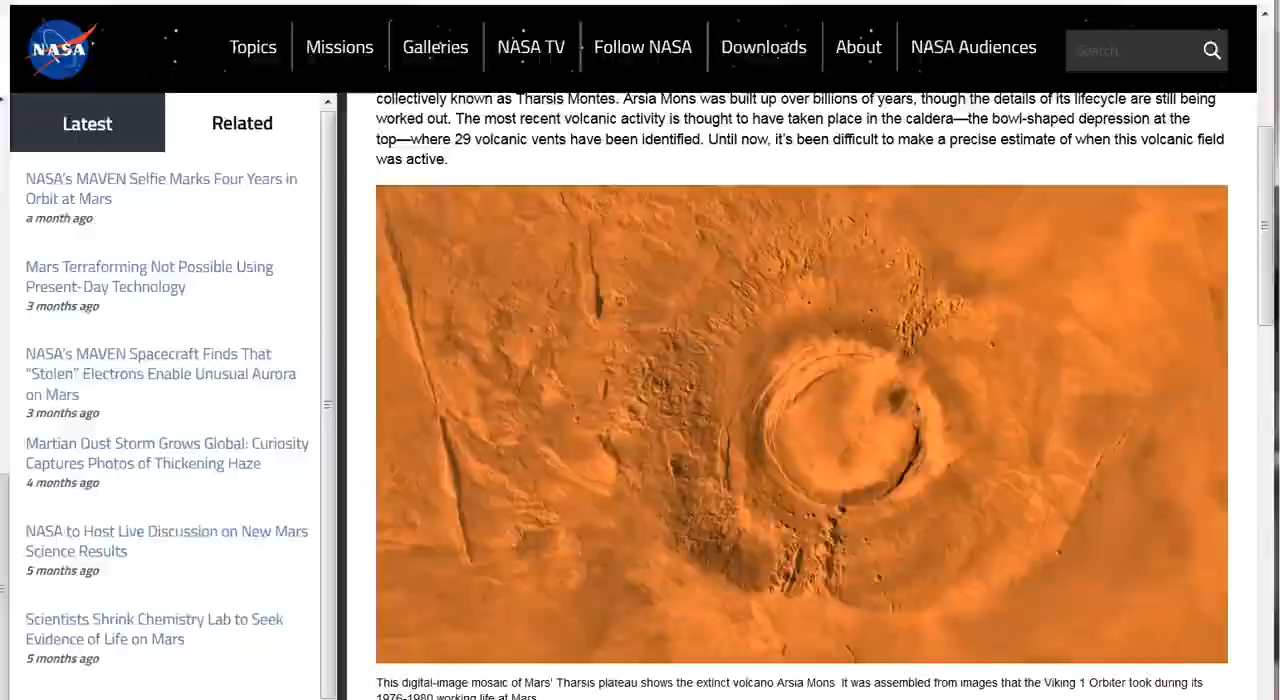 NASA
Topics
Missions
Galleries
NASA TV
Follow NASA
Downloads
About
NASA Audiences
Search
Latest
Related
NASA's MAVEN Selfie Marks Four Years in
Orbit at Mars
a month ago
Mars Terraforming Not Possible Using
Present-Day Technology
3 months ago
NASA's MAVEN Spacecraft Finds That
"Stolen" Electrons Enable Unusual Aurora
on Mars
3 months ago
Martian Dust Storm Grows Global: Curiosity
Captures Photos of Thickening Haze
4 months ago
NASA to Host Live Discussion on New Mars
Science Results
5 months ago
Scientists Shrink Chemistry Lab to Seek
Evidence of Life on Mars
5 months ago
collectively known as Tharsis Montes. Arsia Mons was built up over billions of years, though the details of its lifecycle are still being
worked out. The most recent volcanic activity is thought to have taken place in the caldera—the bowl-shaped depression at the
top—where 29 volcanic vents have been identified. Until now, it's been difficult to make a precise estimate of when this volcanic field
was active.
This digital-image mosaic of Mars' Tharsis plateau shows the extinct volcano Arsia Mons. It was assembled from images that the Viking 1 Orbiter took during its
1976-1980 working life at Mars.